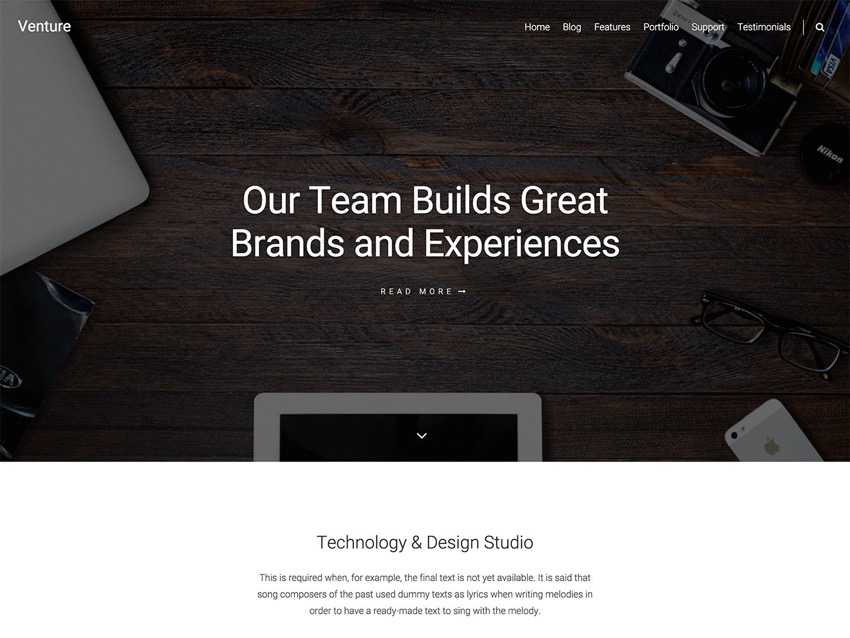 Venture
Home Blog Features Portfolio Support Testimonials
Nikon
Our Team Builds Great
Brands and Experiences
READ MORE
Technology & Design Studio
This is required when, for example, the final text is not yet available. It is said that
song composers of the past used dummy texts as lyrics when writing melodies in
order to have a ready-made text to sing with the melody.